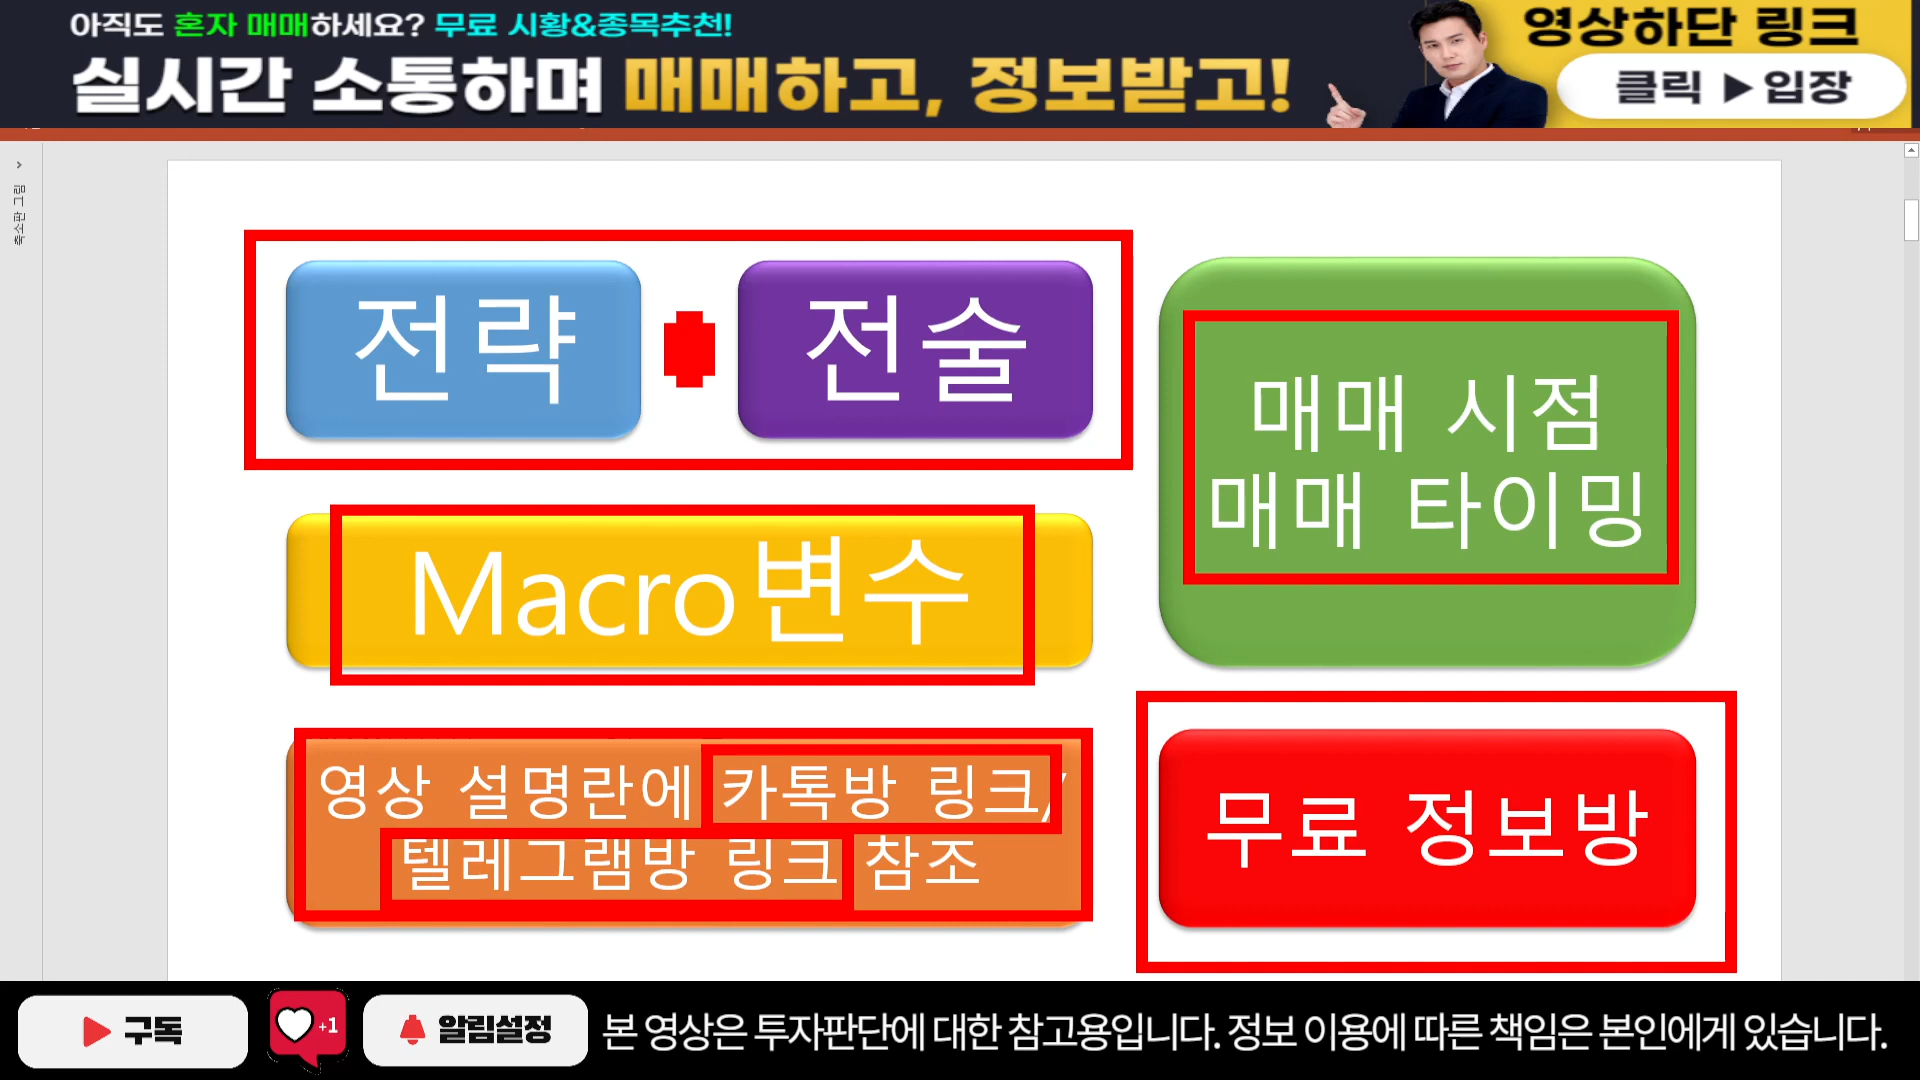 아직도 혼자 매매하세요? 무료 시황&종목추천!
실시간 소통하며 매매하고, 정보받고!
영상하단 링크
클릭 ▶ 입장
축소판 그림
전략
전술
매매 시점
매매 타이밍
Macro변수
영상 설명란에 카톡방 링크/
텔레그램방 링크 참조
무료 정보방
구독
+1
알림설정
본 영상은 투자판단에 대한 참고용입니다. 정보 이용에 따른 책임은 본인에게 있습니다.